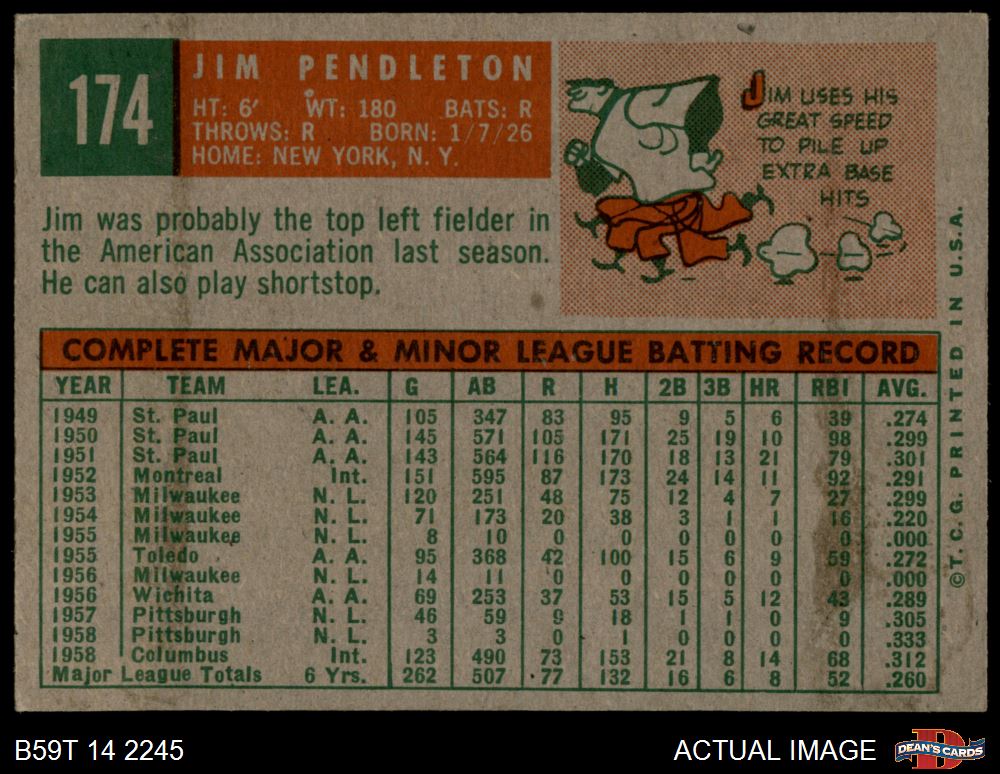 174
JIM PENDLETON
HT: 6' WT: 180 BATS: R
THROWS: R BORN: 1/7/26
HOME: NEW YORK, N. Y.
JIM USES HIS
GREAT SPEED
TO PILE UP
EXTRA BASE
HITS
Jim was probably the top left fielder in
the American Association last season.
He can also play shortstop.
COMPLETE MAJOR & MINOR LEAGUE BATTING RECORD
YEAR TEAM LEA. G AB R H 2B 3B HR RBI AVG.
1949 St. Paul A. A. 105 347 83 95 9 5 6 39 .274
1950 St. Paul A. A. 145 571 105 171 25 19 10 98 .299
1951 St. Paul A. A. 143 564 116 170 18 13 21 79 .301
1952 Montreal Int. 151 595 87 173 24 14 11 92 .291
1953 Milwaukee N. L. 120 251 48 75 12 4 7 27 .299
1954 Milwaukee N. L. 71 173 20 38 3 1 1 16 .220
1955 Milwaukee N. L. 8 10 0 0 0 0 0 0 .000
1955 Toledo A. A. 95 368 42 100 15 6 9 59 .272
1956 Milwaukee N. L. 14 11 0 0 0 0 0 0 .000
1956 Wichita A. A. 69 253 37 53 15 5 12 43 .289
1957 Pittsburgh N. L. 46 59 9 18 1 1 0 9 .305
1958 Pittsburgh N. L. 3 3 0 1 0 0 0 0 .333
1958 Columbus Int. 123 490 73 153 21 8 14 68 .312
Major League Totals 6 Yrs. 262 507 77 132 16 6 8 52 .260
©T. C. G. PRINTED IN U.S.A.
B59T 14 2245
ACTUAL IMAGE
D
DEAN'S CARDS